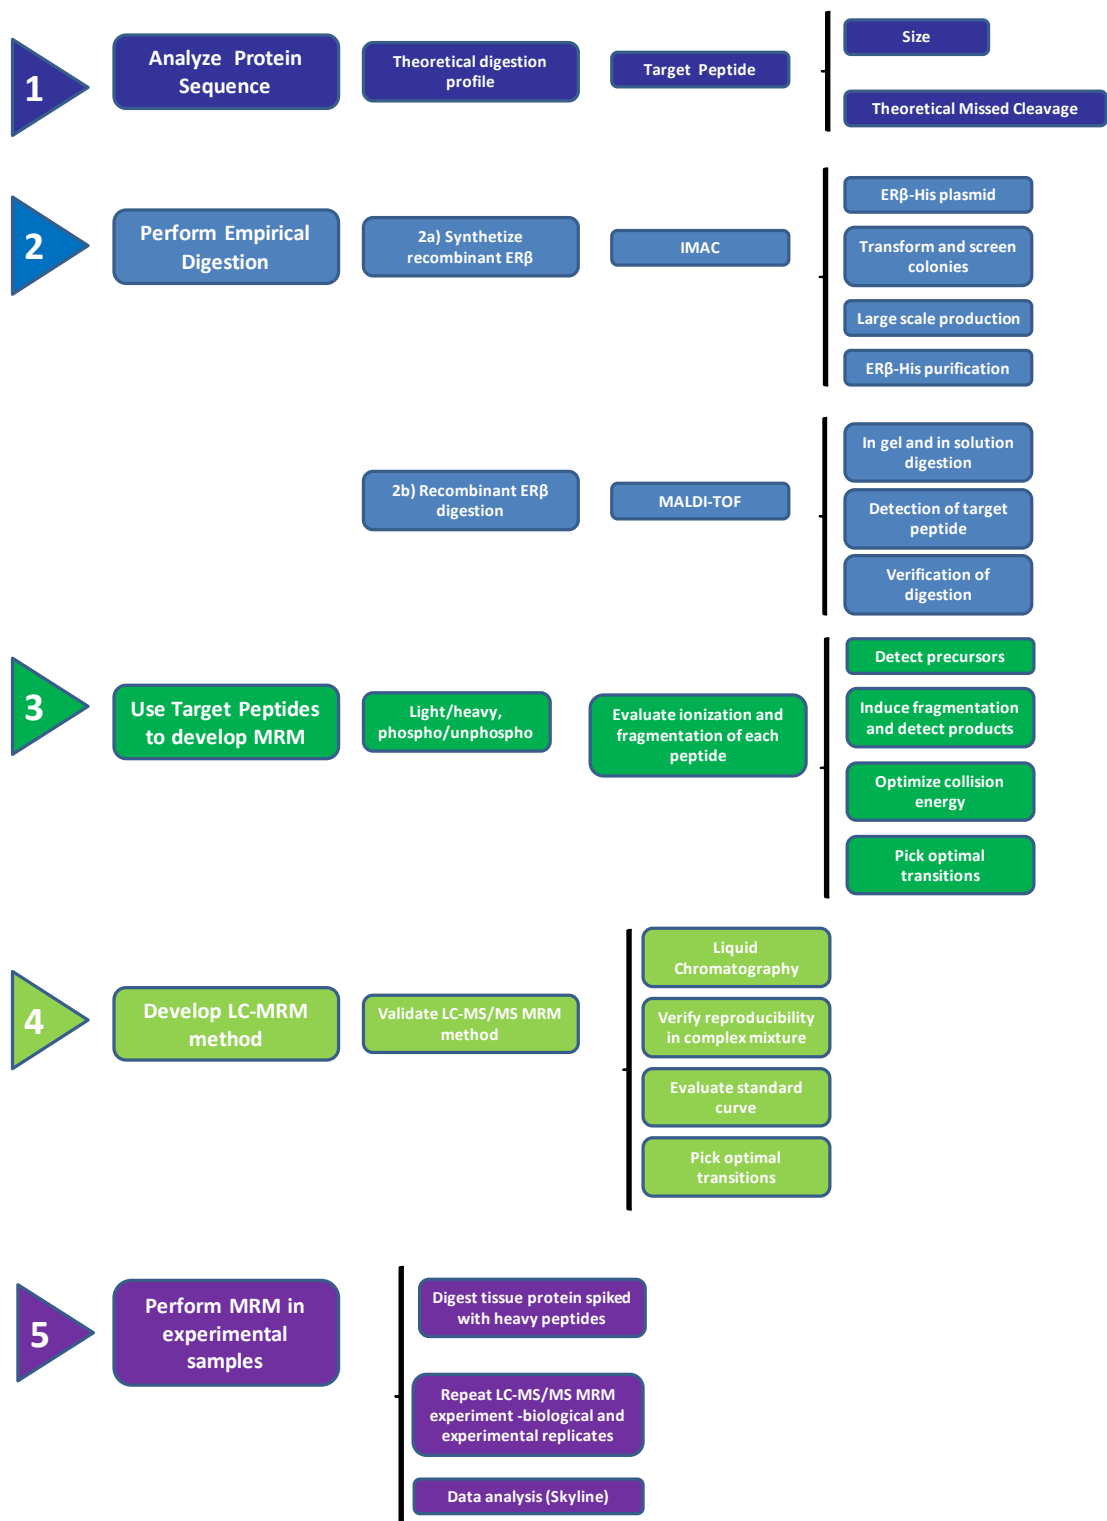 1
Analyze Protein
Sequence
Theoretical digestion
profile
Target Peptide
Size
Theoretical Missed Cleavage
2
Perform Empirical
Digestion
2a) Synthetize
recombinant ERβ
IMAC
ERβ-His plasmid
Transform and screen
colonies
Large scale production
ERβ-His purification
2b) Recombinant ERβ
digestion
MALDI-TOF
In gel and in solution
digestion
Detection of target
peptide
Verification of
digestion
3
Use Target Peptides
to develop MRM
Light/heavy,
phospho/unphospho
Evaluate ionization and
fragmentation of each
peptide
Detect precursors
Induce fragmentation
and detect products
Optimize collision
energy
Pick optimal
transitions
4
Develop LC-MRM
method
Validate LC-MS/MS MRM
method
Liquid
Chromatography
Verify reproducibility
in complex mixture
Evaluate standard
curve
Pick optimal
transitions
5
Perform MRM in
experimental
samples
Digest tissue protein spiked
with heavy peptides
Repeat LC-MS/MS MRM
experiment -biological and
experimental replicates
Data analysis (Skyline)